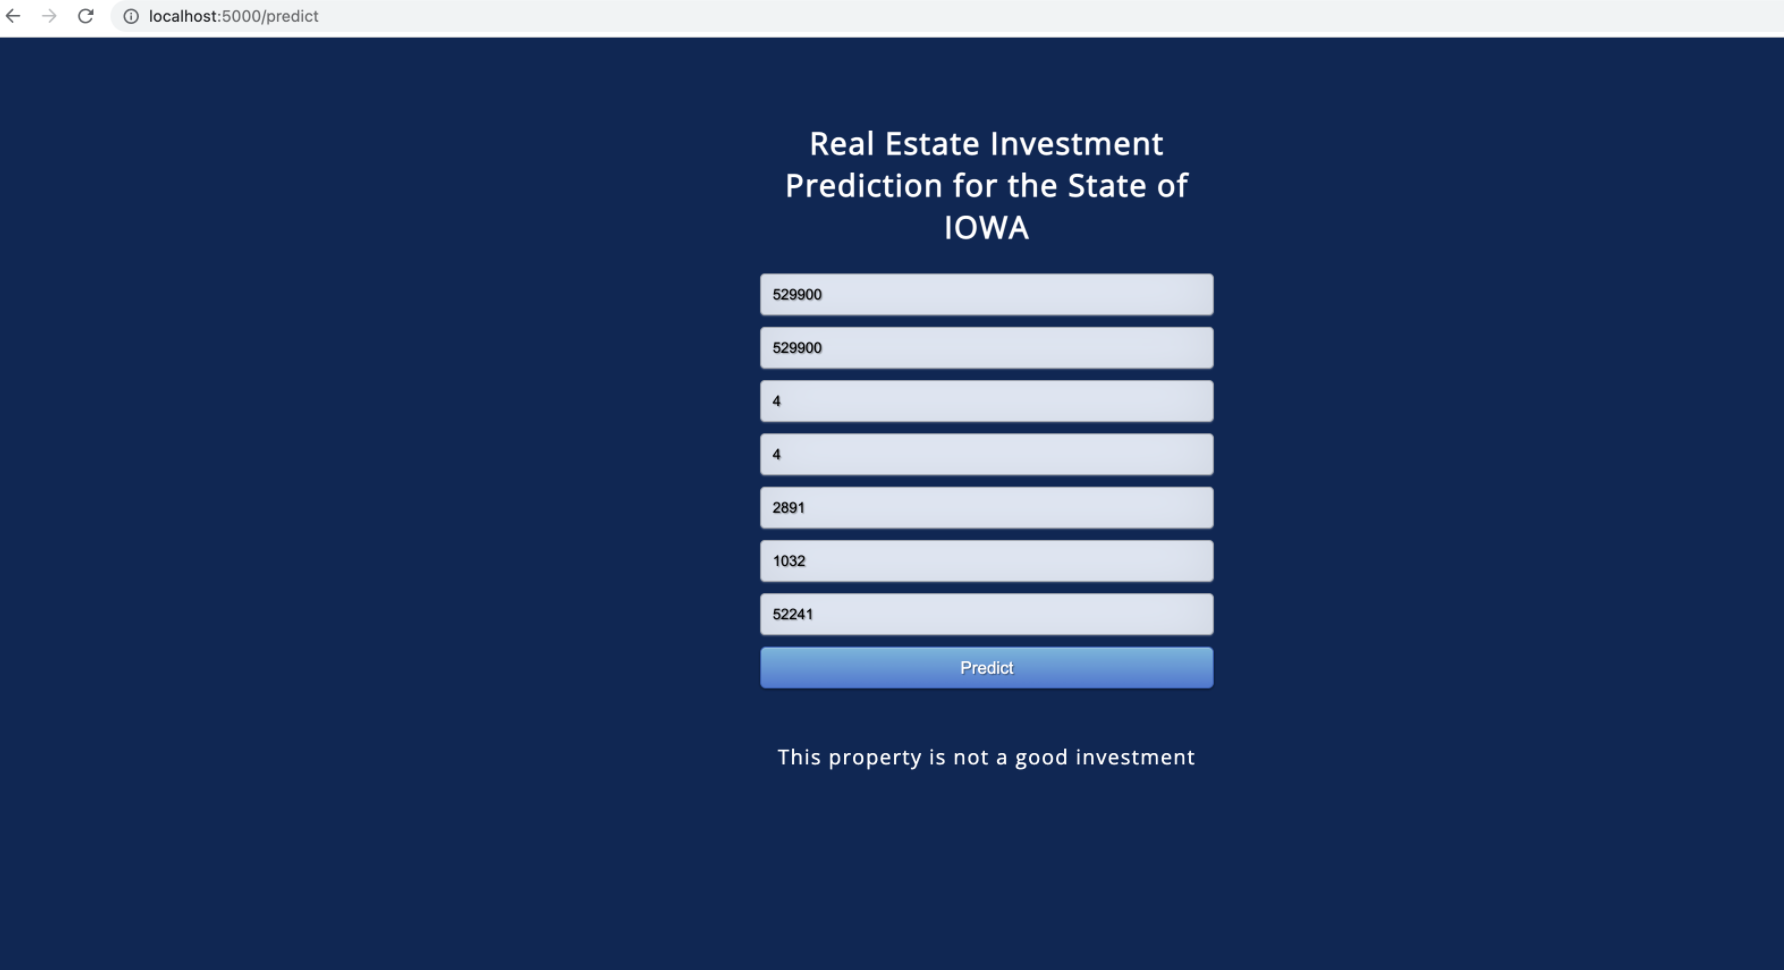 localhost:5000/predict
Real Estate Investment
Prediction for the State of
IOWA
529900
529900
4
4
2891
1032
52241
Predict
This property is not a good investment